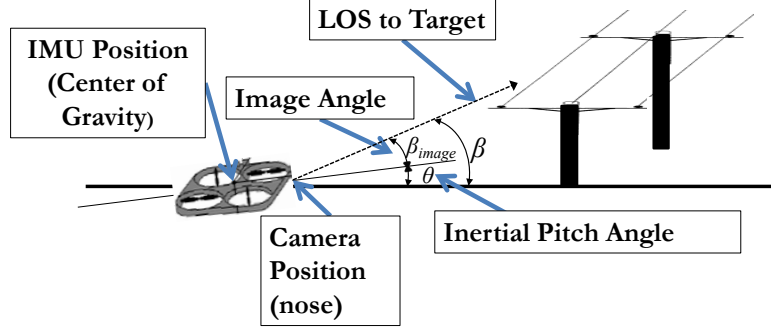 LOS to Target
IMU Position
(Center of
Gravity)
Image Angle
β_image
β
θ
Camera
Position
(nose)
Inertial Pitch Angle